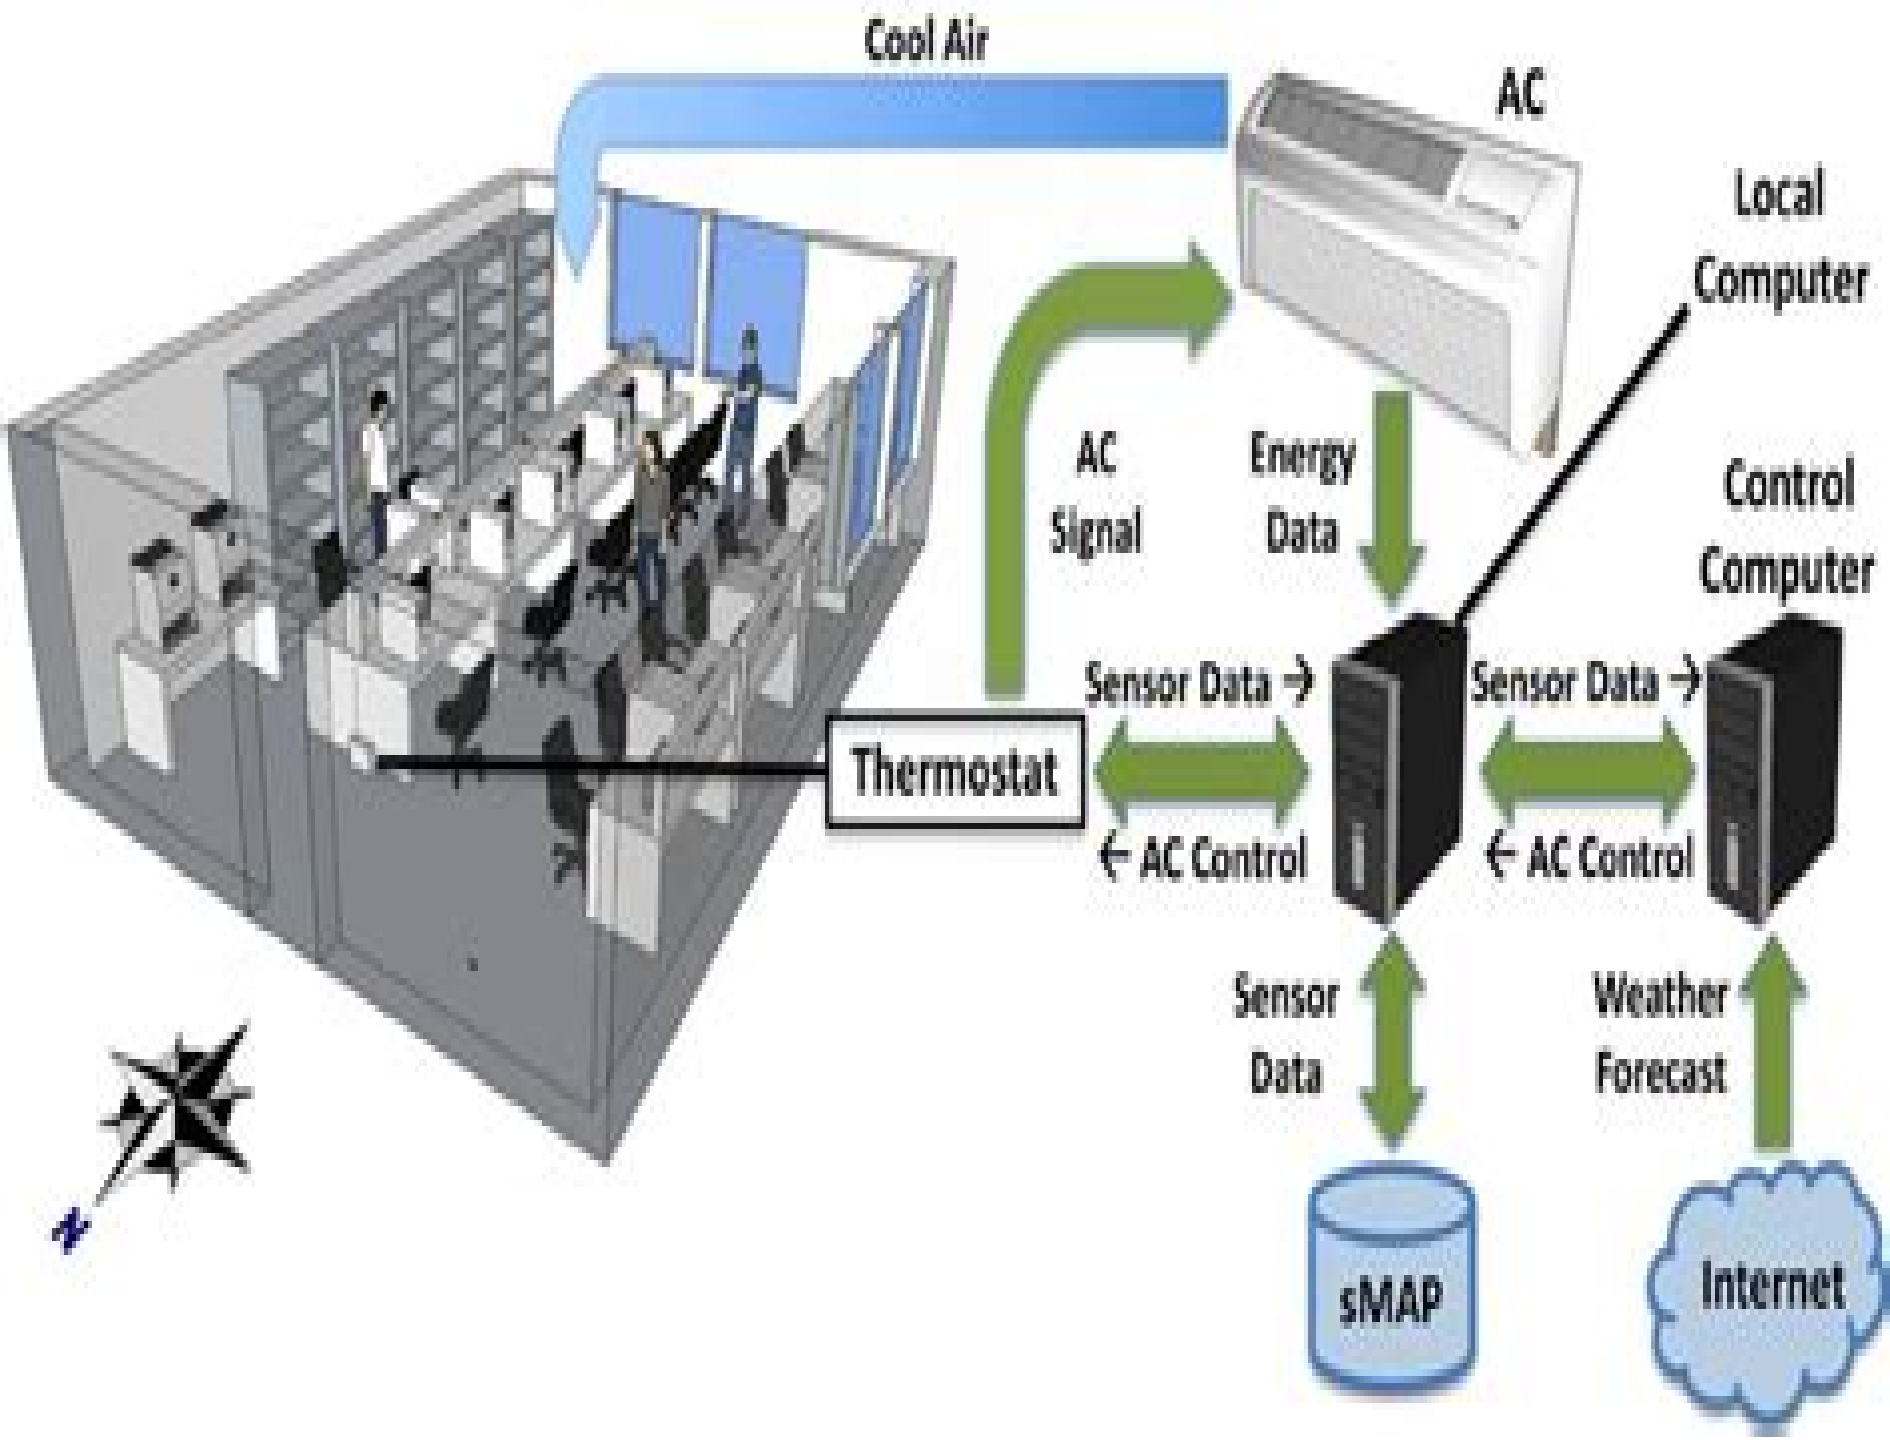 Cool Air
AC
Local
Computer
AC
Signal
Energy
Data
Control
Computer
Sensor Data →
Sensor Data →
Thermostat
← AC Control
← AC Control
Sensor
Data
Weather
Forecast
N
sMAP
Internet